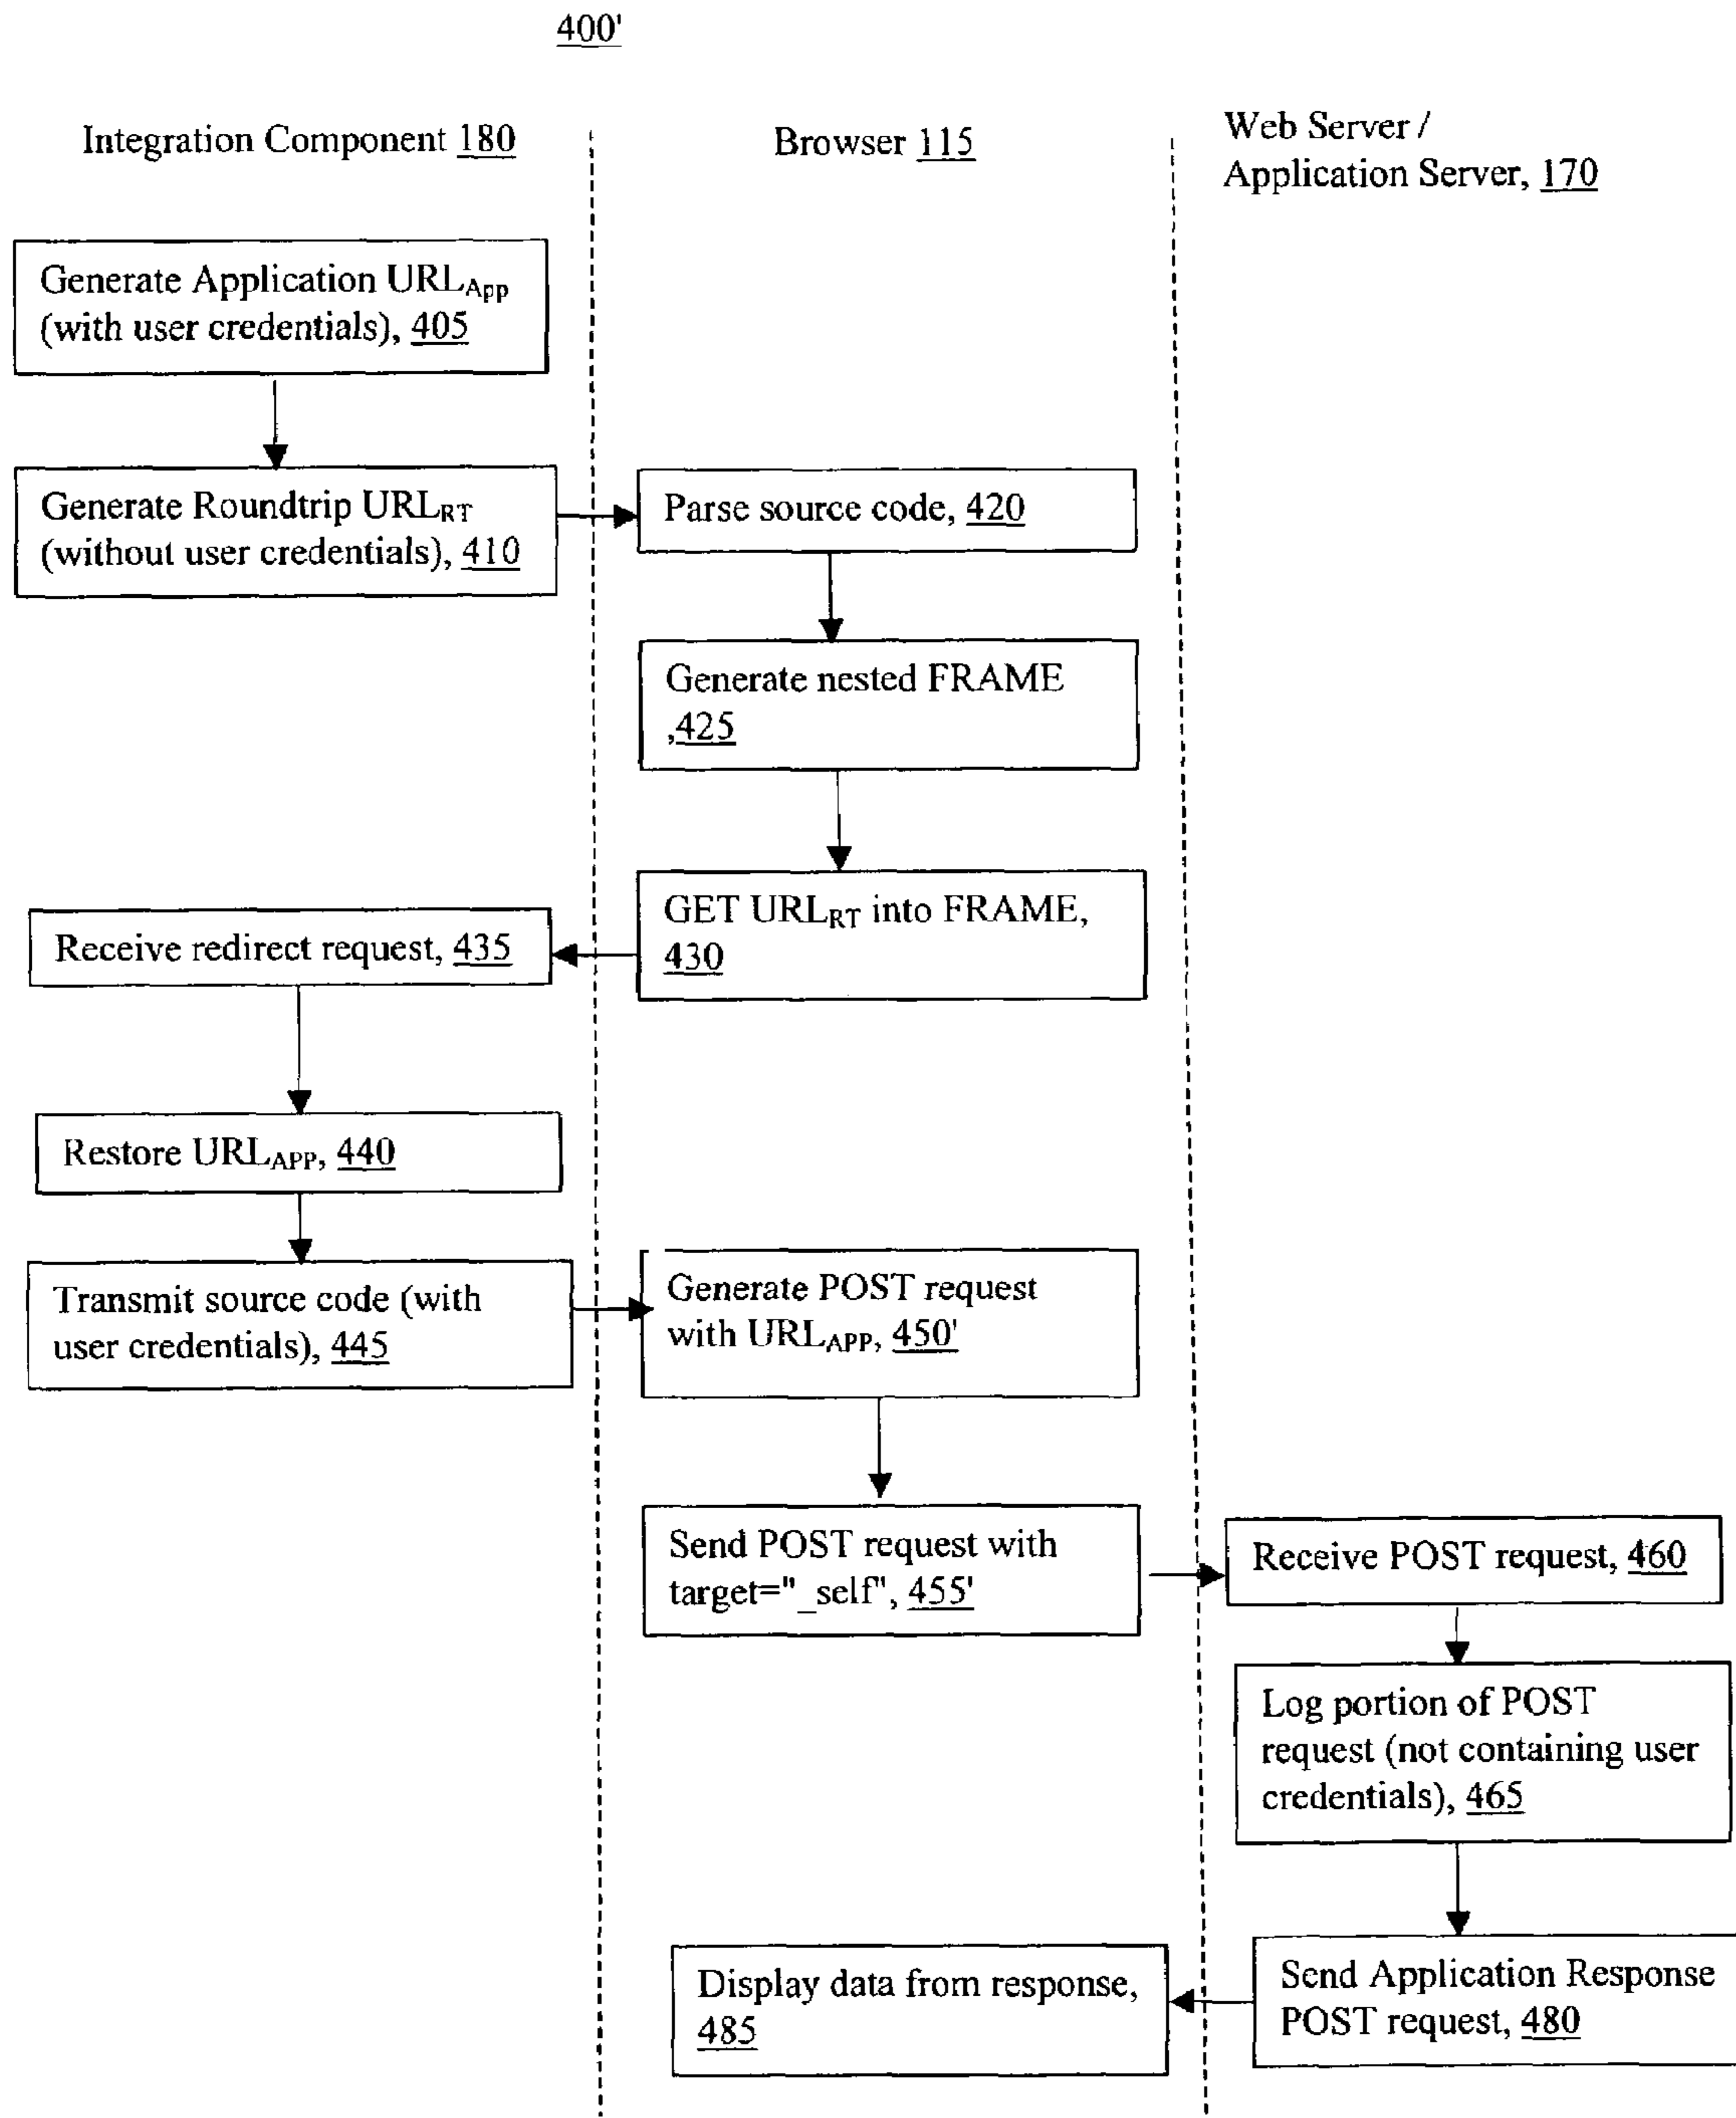 400'
Integration Component 180
Browser 115
Web Server /
Application Server, 170
Generate Application URLApp
(with user credentials), 405
Generate Roundtrip URLRT
(without user credentials), 410
Parse source code, 420
Generate nested FRAME
,425
GET URLRT into FRAME,
430
Receive redirect request, 435
Restore URLAPP, 440
Transmit source code (with
user credentials), 445
Generate POST request
with URLAPP, 450'
Send POST request with
target="_self", 455'
Receive POST request, 460
Log portion of POST
request (not containing user
credentials), 465
Send Application Response
POST request, 480
Display data from response,
485